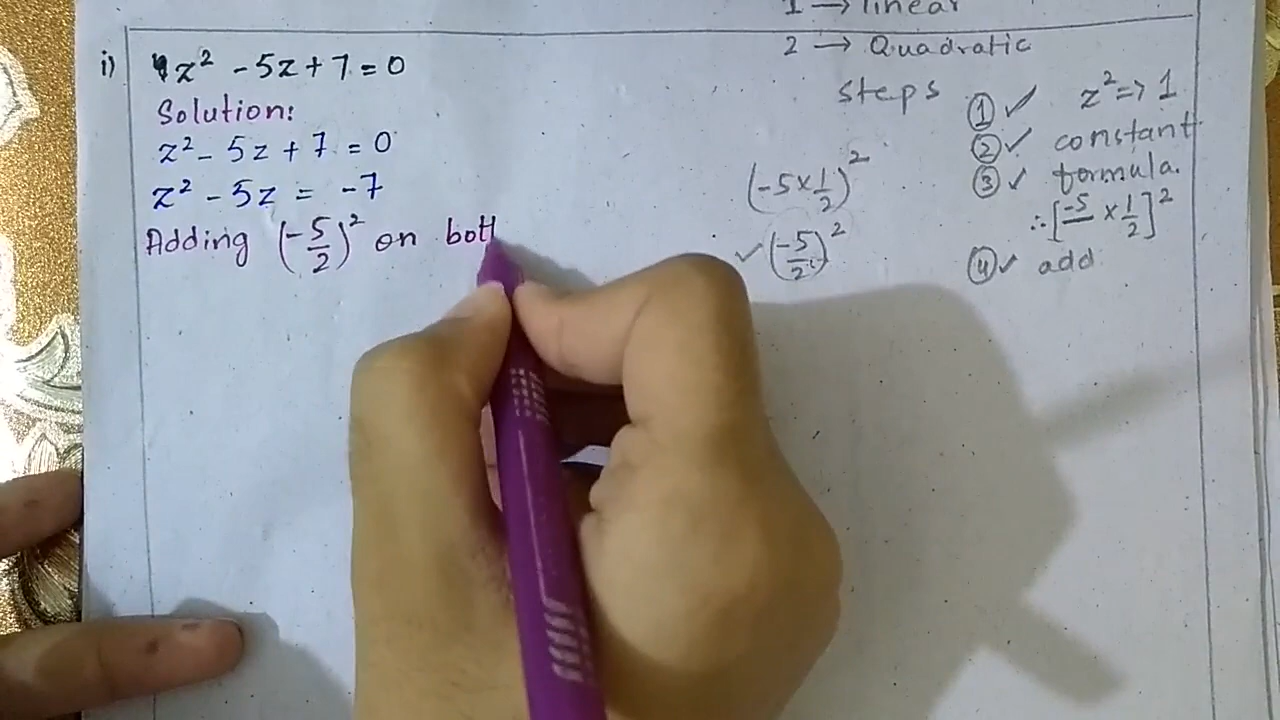 1 → linear
2 → Quadratic
i) 4z² - 5z + 7 = 0
Solution:
z² - 5z + 7 = 0
z² - 5z = -7
Adding (-5/2)² on both
steps
① ✓ z² => 1
② ✓ constant
③ ✓ formula.
∴ [-5/ × 1/2]²
④ ✓ add
(-5 × 1/2)²
✓ (-5/2)²